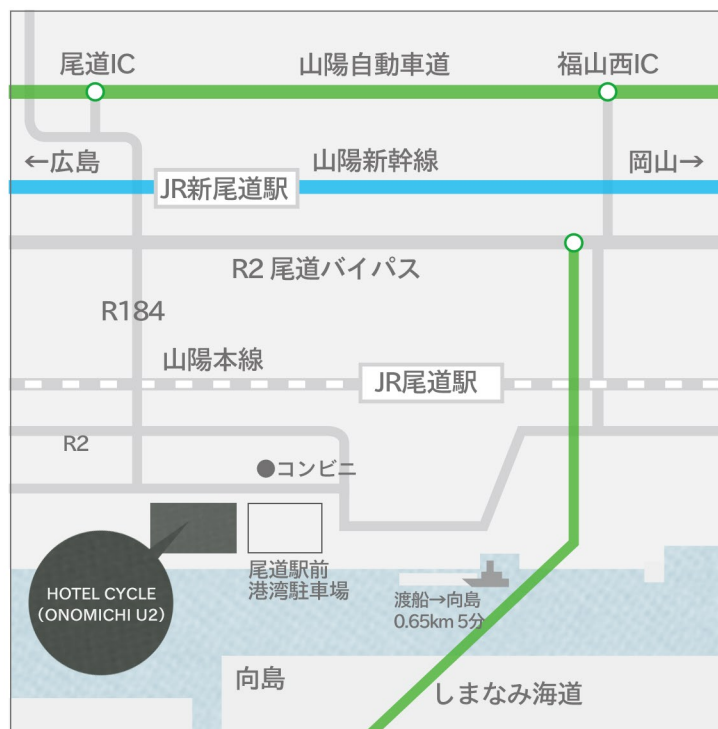 尾道IC
山陽自動車道
福山西IC
←広島
山陽新幹線
岡山→
JR新尾道駅
R2 尾道バイパス
R184
山陽本線
JR尾道駅
R2
●コンビニ
HOTEL CYCLE
(ONOMICHI U2)
尾道駅前
港湾駐車場
渡船→向島
0.65km 5分
向島
しまなみ海道